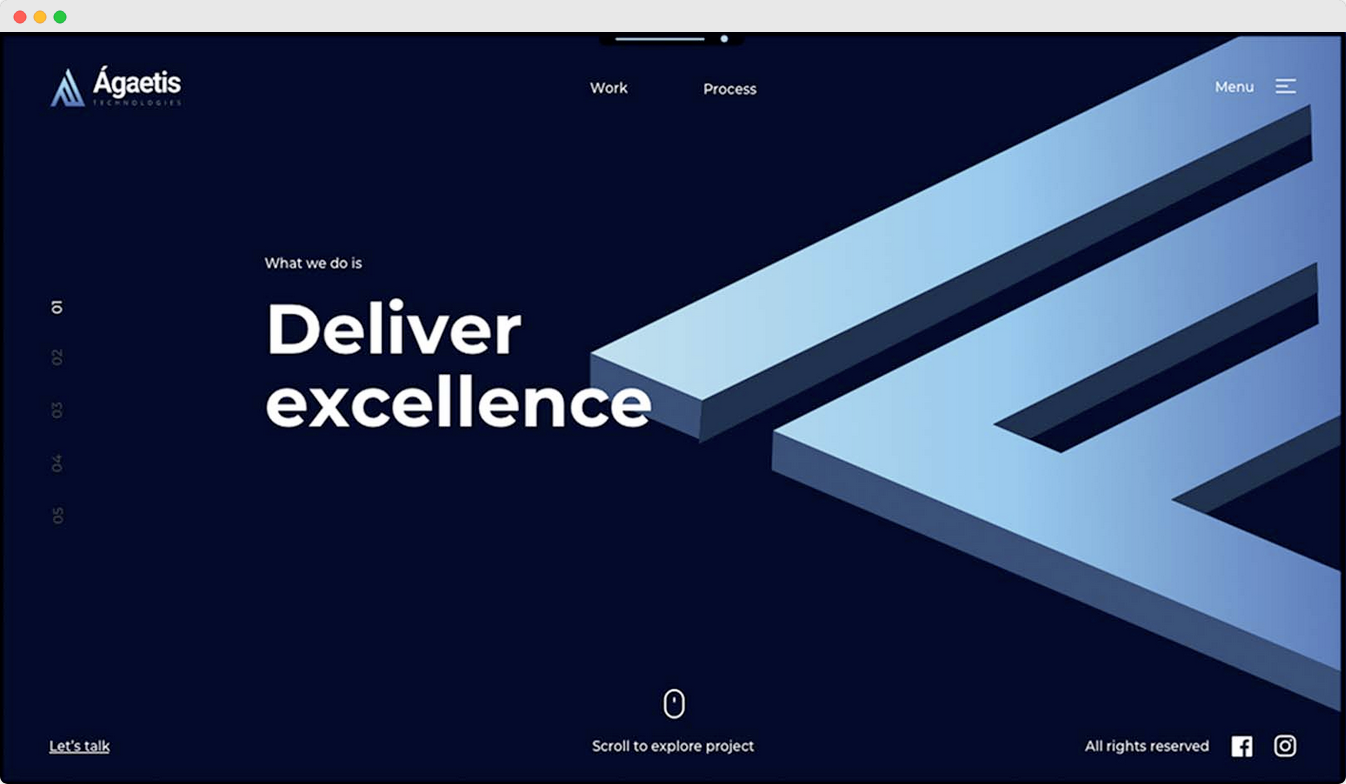 Ágaetis
TECHNOLOGIES
Work
Process
Menu
What we do is
Deliver
excellence
01
02
03
04
05
Let's talk
Scroll to explore project
All rights reserved